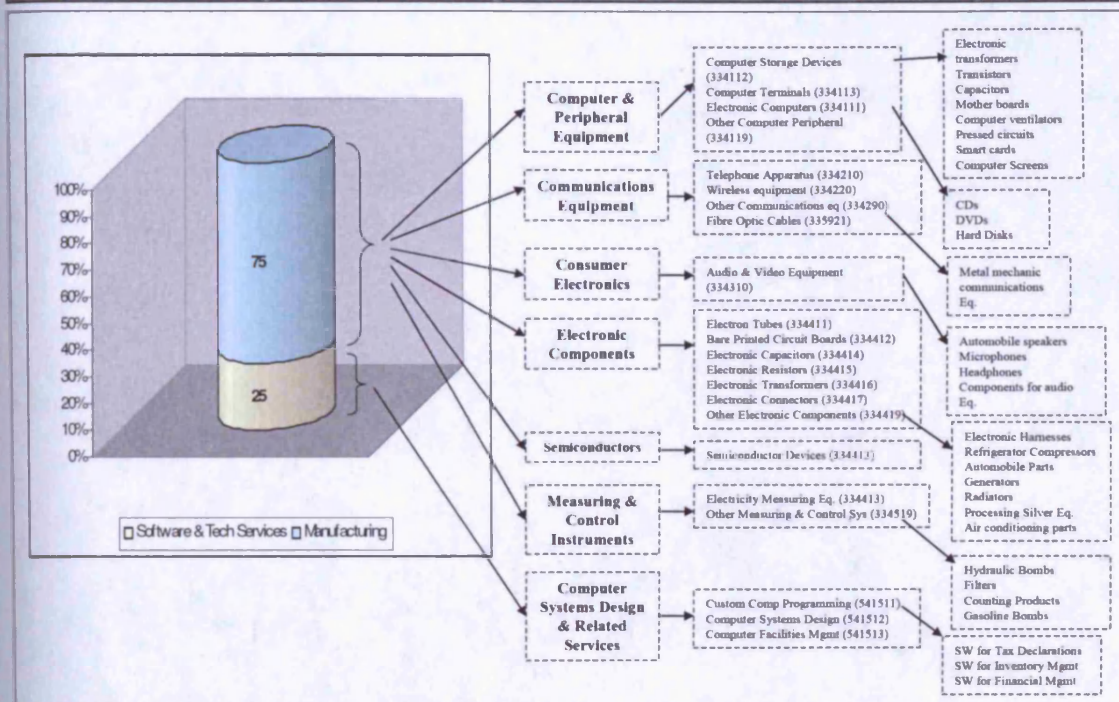 100%
90%
80%
70%
60%
50%
40%
30%
20%
10%
0%
75
25
Software & Tech Services Manufacturing
Computer &
Peripheral
Equipment
Communications
Equipment
Consumer
Electronics
Electronic
Components
Semiconductors
Measuring &
Control
Instruments
Computer
Systems Design
& Related
Services
Computer Storage Devices
(334112)
Computer Terminals (334113)
Electronic Computers (334111)
Other Computer Peripheral
(334119)
Telephone Apparatus (334210)
Wireless equipment (334220)
Other Communications eq (334290)
Fibre Optic Cables (335921)
Audio & Video Equipment
(334310)
Electron Tubes (334411)
Bare Printed Circuit Boards (334412)
Electronic Capacitors (334414)
Electronic Resistors (334415)
Electronic Transformers (334416)
Electronic Connectors (334417)
Other Electronic Components (334419)
Semiconductor Devices (334413)
Electricity Measuring Eq. (334413)
Other Measuring & Control Sys (334519)
Custom Comp Programming (541511)
Computer Systems Design (541512)
Computer Facilities Mgmt (541513)
Electronic
transformers
Transistors
Capacitors
Mother boards
Computer ventilators
Pressed circuits
Smart cards
Computer Screens
CDs
DVDs
Hard Disks
Metal mechanic
communications
Eq.
Automobile speakers
Microphones
Headphones
Components for audio
Eq.
Electronic Harnesses
Refrigerator Compressors
Automobile Parts
Generators
Radiators
Processing Silver Eq.
Air conditioning parts
Hydraulic Bombs
Filters
Counting Products
Gasoline Bombs
SW for Tax Declarations
SW for Inventory Mgmt
SW for Financial Mgmt